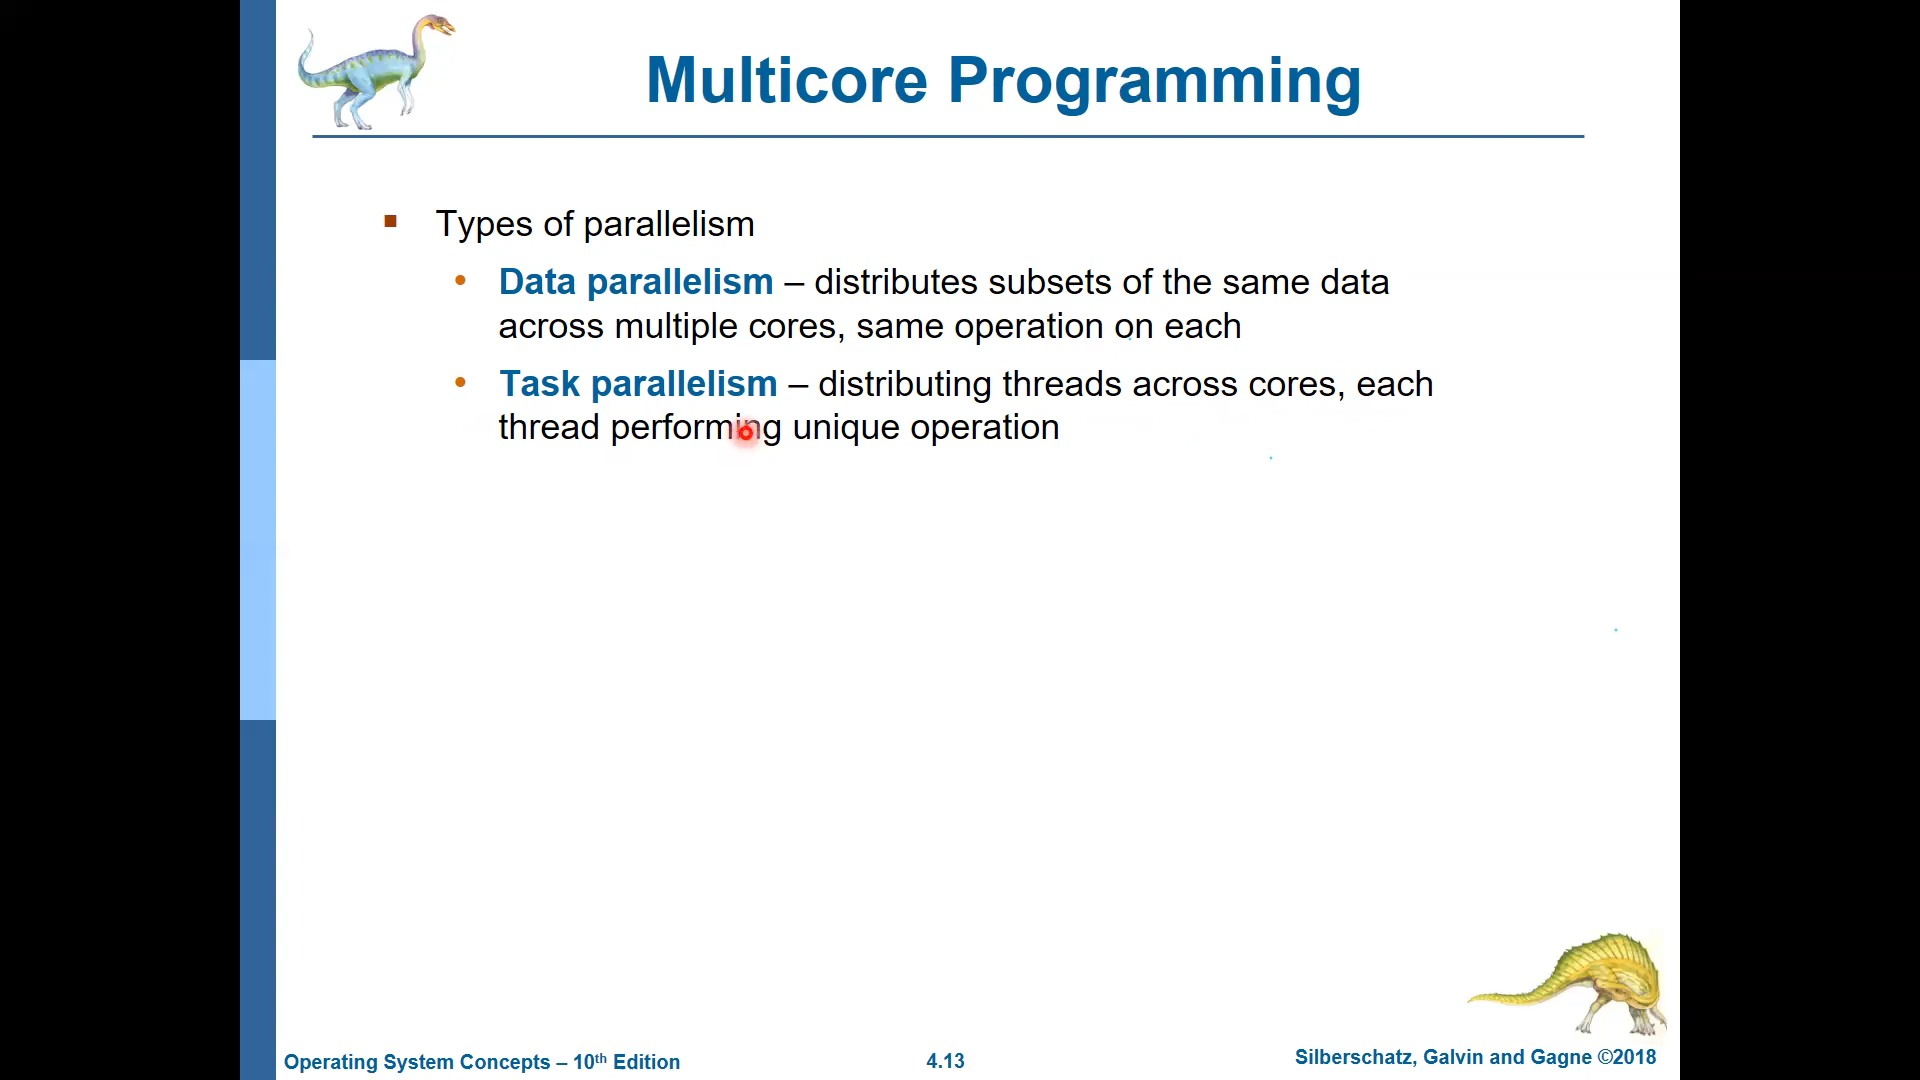 Multicore Programming
▪ Types of parallelism
• Data parallelism – distributes subsets of the same data
across multiple cores, same operation on each
• Task parallelism – distributing threads across cores, each
thread performing unique operation
Operating System Concepts – 10th Edition
4.13
Silberschatz, Galvin and Gagne ©2018